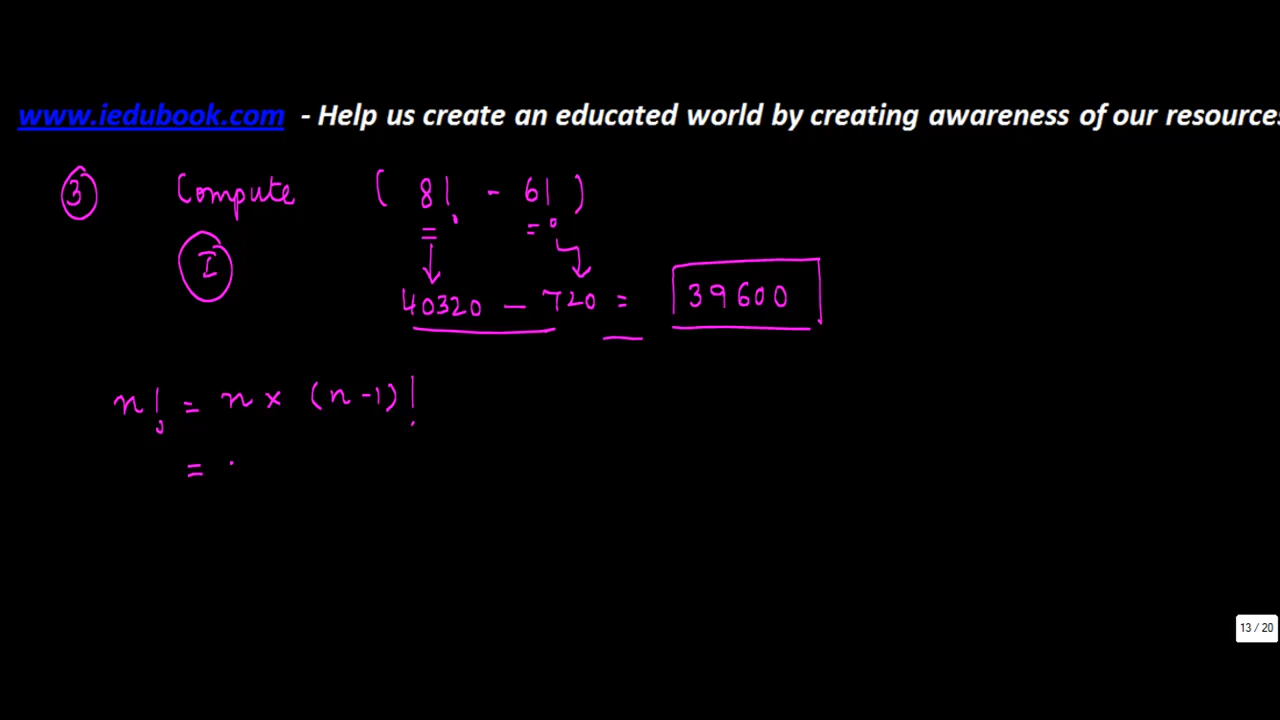 www.iedubook.com - Help us create an educated world by creating awareness of our resources
3 Compute ( 8! - 6! )
I
40320 - 720 = 39600
n! = n × (n-1)!
=
13 / 20